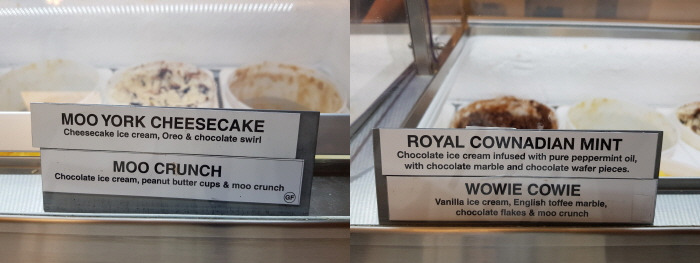 MOO YORK CHEESECAKE
Cheesecake ice cream, Oreo & chocolate swirl
MOO CRUNCH
Chocolate ice cream, peanut butter cups & moo crunch
GF
ROYAL COWNADIAN MINT
Chocolate ice cream infused with pure peppermint oil,
with chocolate marble and chocolate wafer pieces.
WOWIE COWIE
Vanilla ice cream, English toffee marble,
chocolate flakes & moo crunch